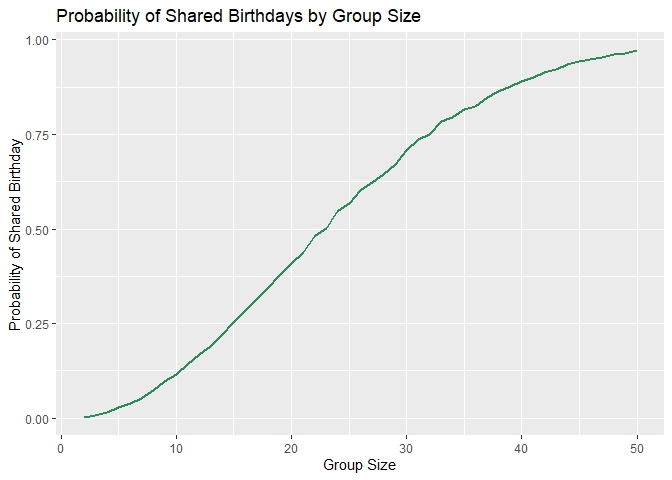 Probability of Shared Birthdays by Group Size
1.00
0.75
0.50
0.25
0.00
Probability of Shared Birthday
0 10 20 30 40 50
Group Size